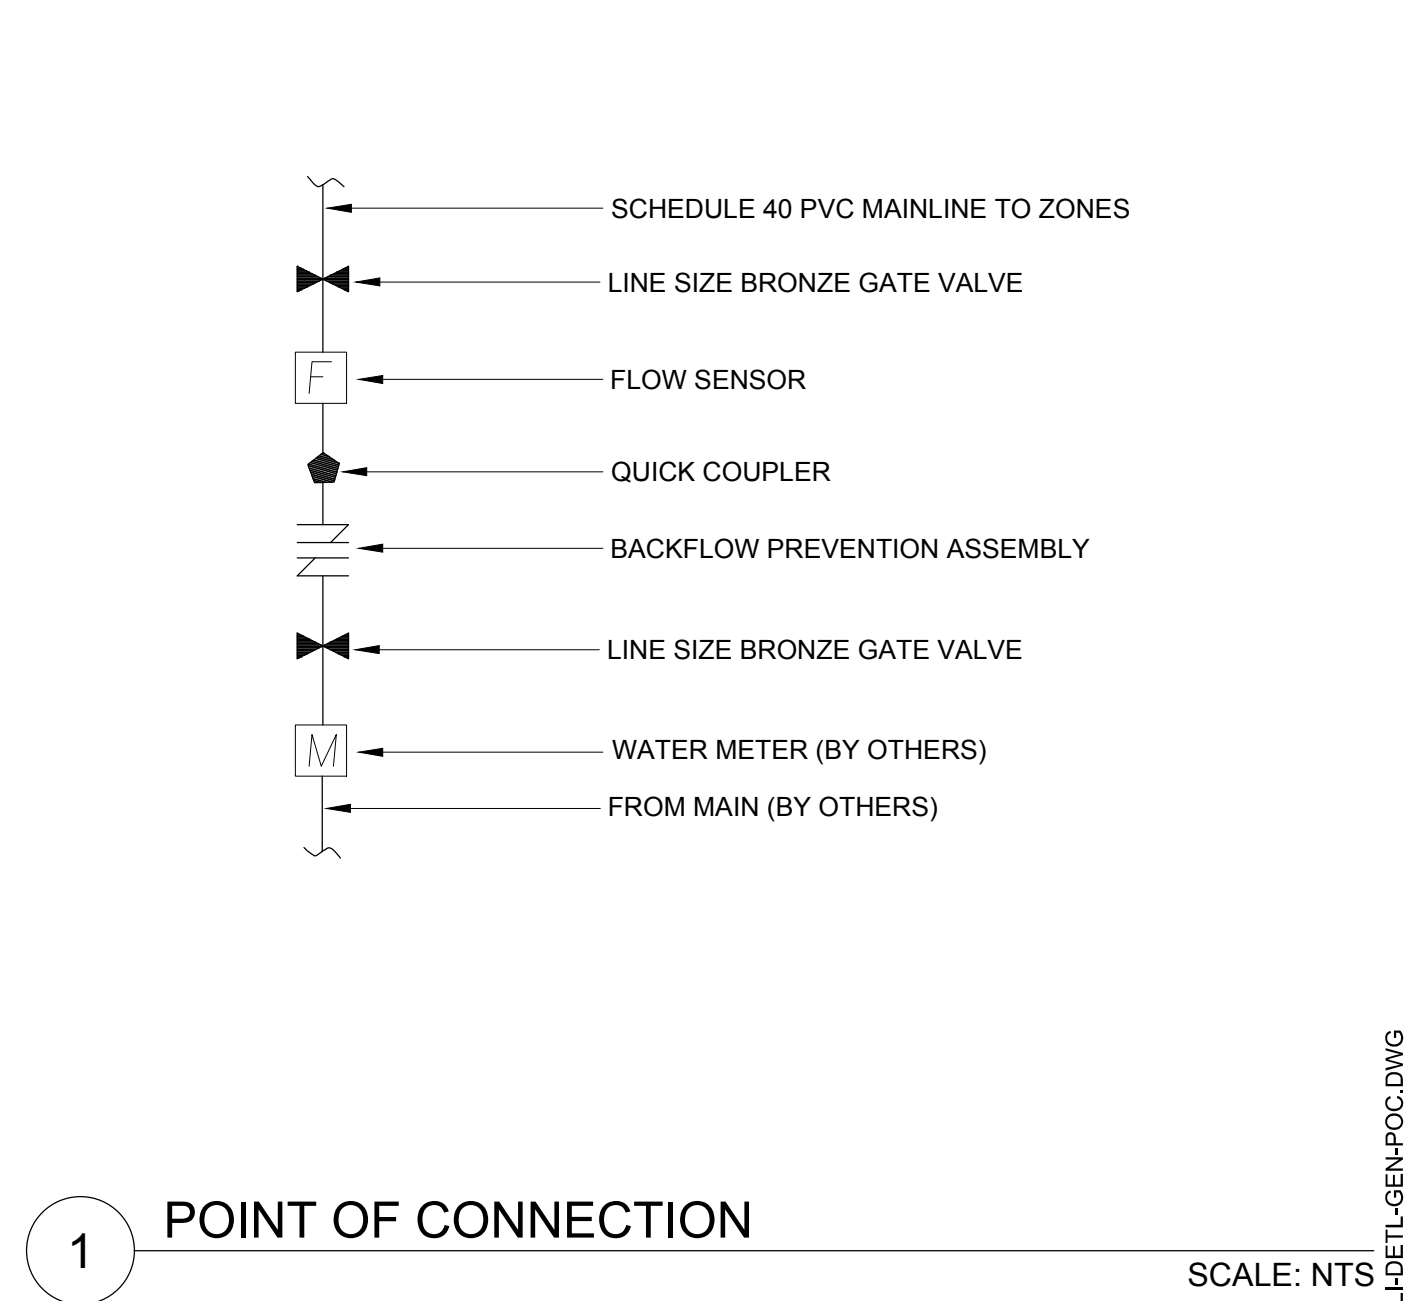 SCHEDULE 40 PVC MAINLINE TO ZONES
LINE SIZE BRONZE GATE VALVE
F
FLOW SENSOR
QUICK COUPLER
BACKFLOW PREVENTION ASSEMBLY
LINE SIZE BRONZE GATE VALVE
M
WATER METER (BY OTHERS)
FROM MAIN (BY OTHERS)
1
POINT OF CONNECTION
SCALE: NTS
LI-DETL-GEN-POC.DWG